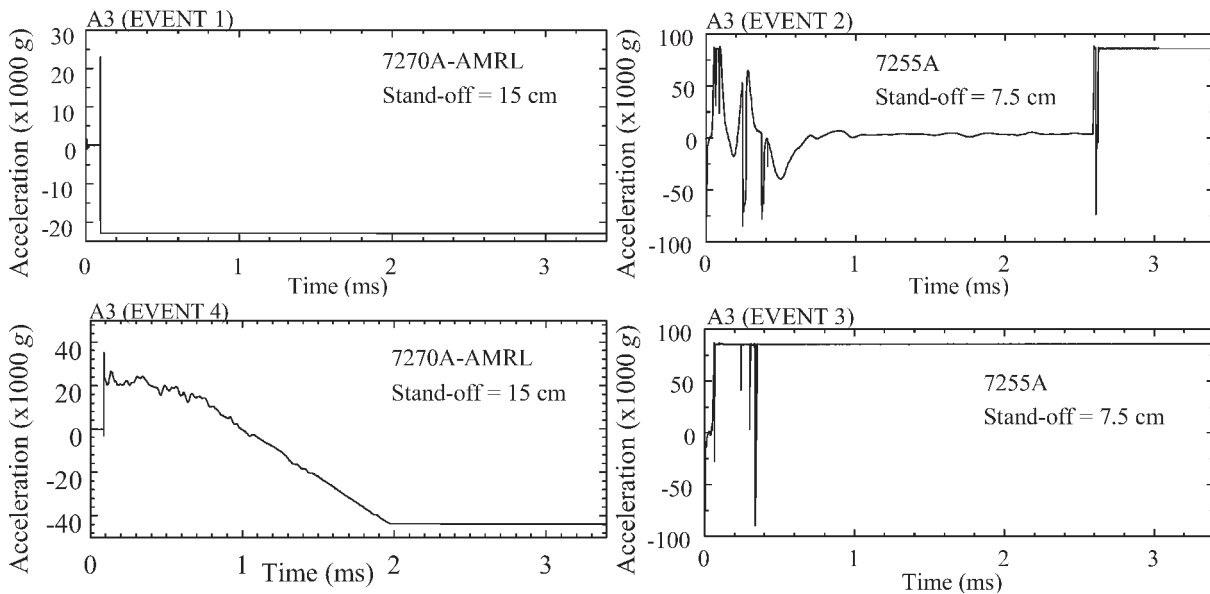 A3 (EVENT 1)
30
20
10
0
-10
-20
Acceleration (x1000 g)
7270A-AMRL
Stand-off = 15 cm
0 1 2 3
Time (ms)
A3 (EVENT 2)
100
50
0
-50
-100
Acceleration (x1000 g)
7255A
Stand-off = 7.5 cm
0 1 2 3
Time (ms)
A3 (EVENT 4)
40
20
0
-20
-40
Acceleration (x1000 g)
7270A-AMRL
Stand-off = 15 cm
0 1 2 3
Time (ms)
A3 (EVENT 3)
100
50
0
-50
-100
Acceleration (x1000 g)
7255A
Stand-off = 7.5 cm
0 1 2 3
Time (ms)